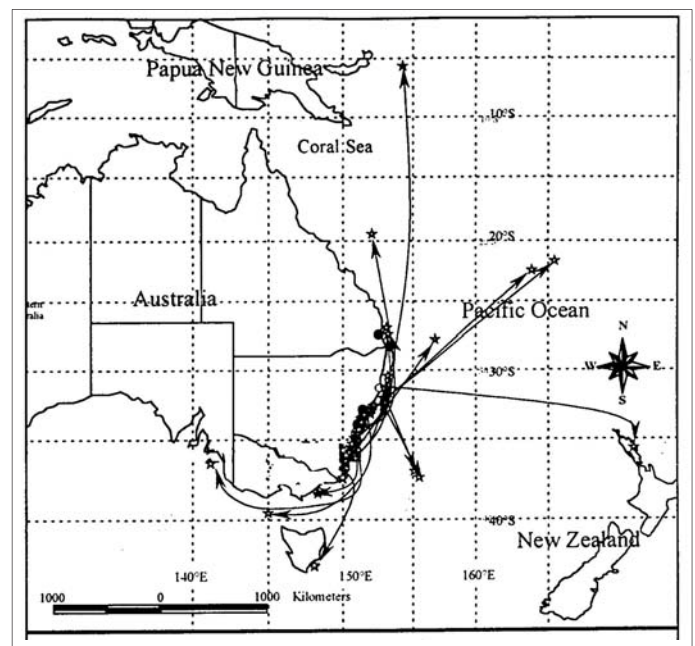 Papua New Guinea
10°S
Coral Sea
20°S
Australia
Pacific Ocean
N
W E
S
30°S
40°S
New Zealand
140°E 150°E 160°E
1000 0 1000 Kilometers